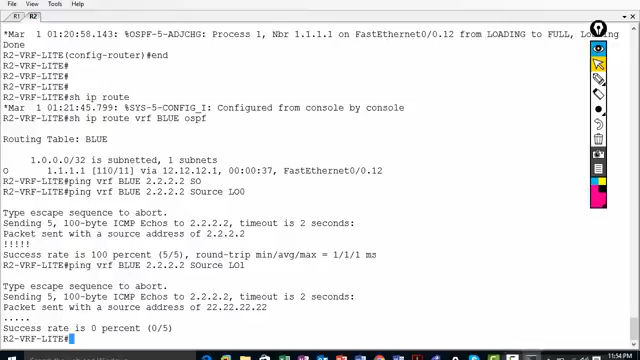 File View Tools Help
R1 R2
*Mar  1 01:20:58.143: %OSPF-5-ADJCHG: Process 1, Nbr 1.1.1.1 on FastEthernet0/0.12 from LOADING to FULL, Loading
Done
R2-VRF-LITE(config-router)#end
R2-VRF-LITE#
R2-VRF-LITE#
R2-VRF-LITE#
R2-VRF-LITE#sh ip route
*Mar  1 01:21:45.799: %SYS-5-CONFIG_I: Configured from console by console
R2-VRF-LITE#sh ip route vrf BLUE ospf
Routing Table: BLUE
1.0.0.0/32 is subnetted, 1 subnets
O 1.1.1.1 [110/11] via 12.12.12.1, 00:00:37, FastEthernet0/0.12
R2-VRF-LITE#ping vrf BLUE 2.2.2.2 SO
R2-VRF-LITE#ping vrf BLUE 2.2.2.2 SOurce LO0
Type escape sequence to abort.
Sending 5, 100-byte ICMP Echos to 2.2.2.2, timeout is 2 seconds:
Packet sent with a source address of 2.2.2.2
!!!!!
Success rate is 100 percent (5/5), round-trip min/avg/max = 1/1/1 ms
R2-VRF-LITE#ping vrf BLUE 2.2.2.2 SOurce LO1
Type escape sequence to abort.
Sending 5, 100-byte ICMP Echos to 2.2.2.2, timeout is 2 seconds:
Packet sent with a source address of 22.22.22.22
.....
Success rate is 0 percent (0/5)
R2-VRF-LITE#
11:54 PM